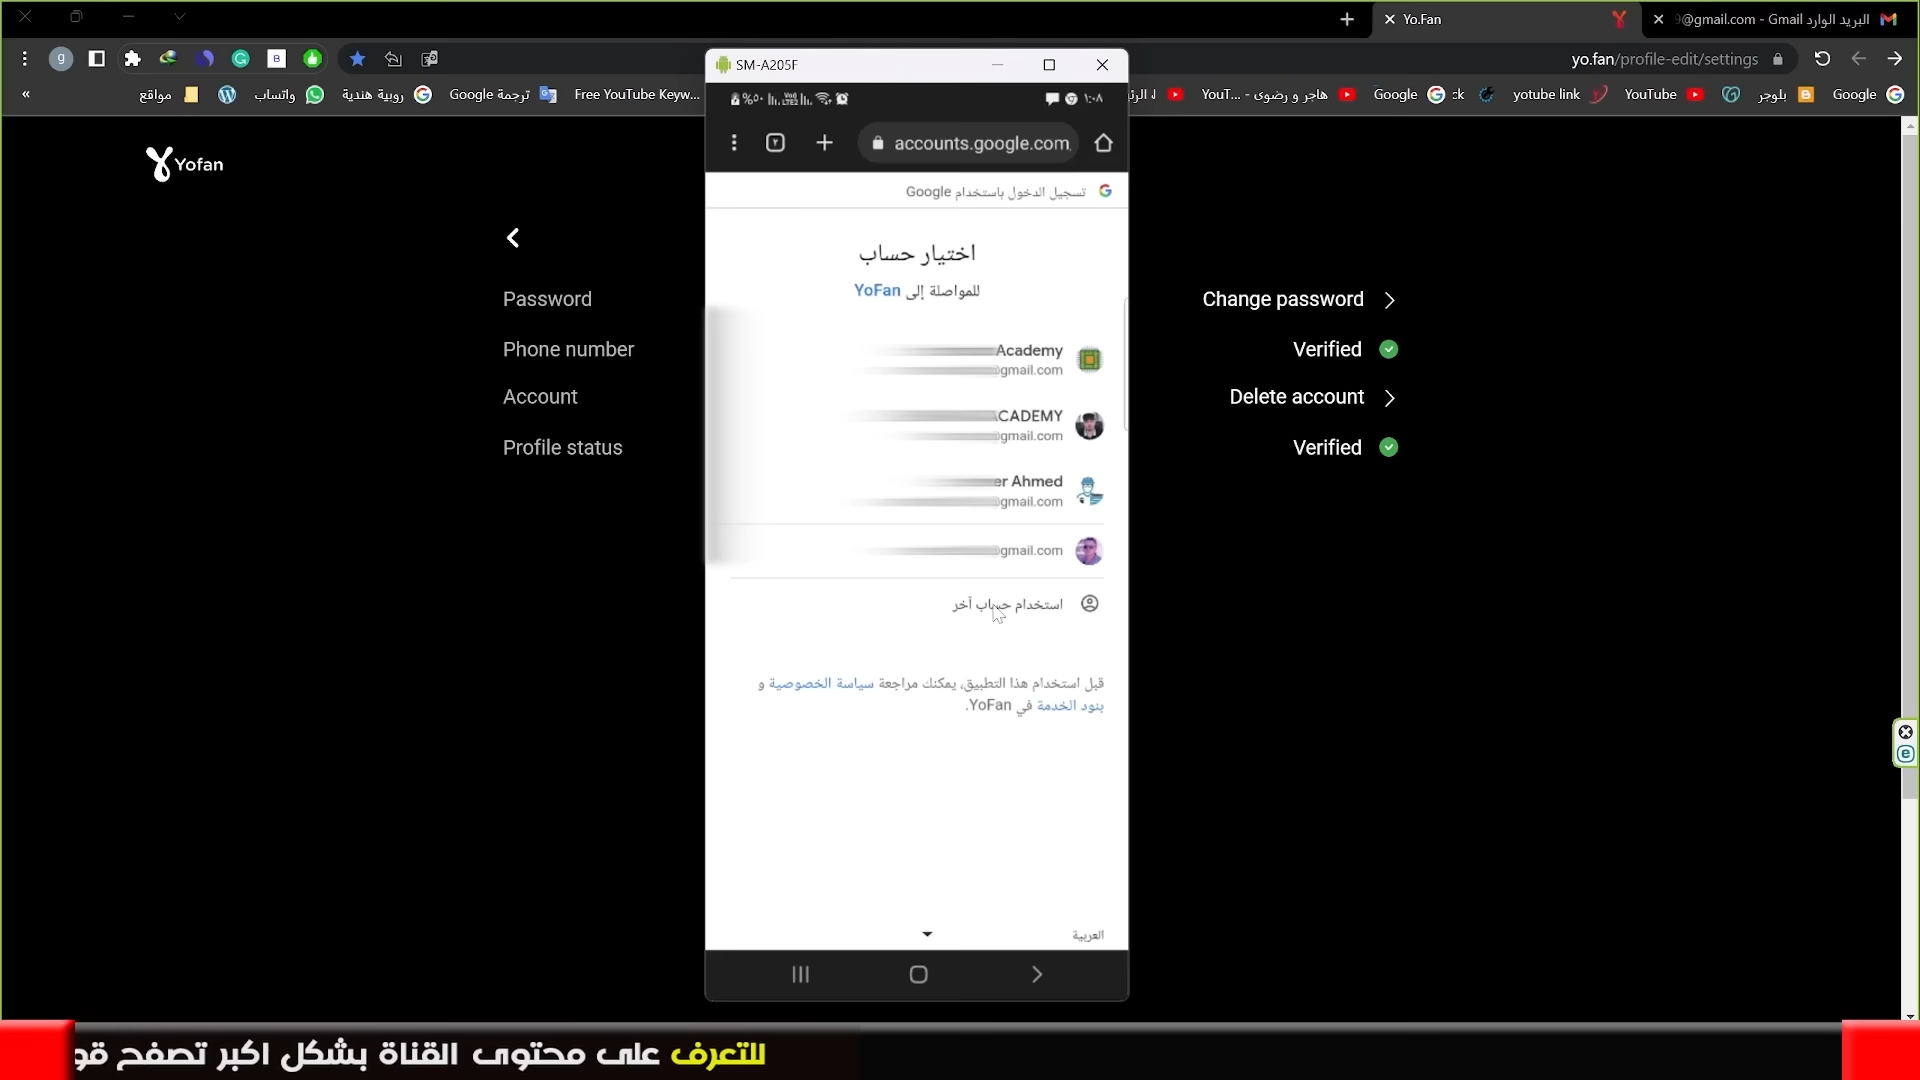 Yo.Fan
@gmail.com - Gmail البريد الوارد
yo.fan/profile-edit/settings
«
مواقع
واتساب
روبية هندية
ترجمة Google
Free YouTube Keyw...
YouT... - هاجر و رضوى
Google
yotube link
YouTube
بلوجر
Google
Yofan
Password
Change password
Phone number
Verified
Account
Delete account
Profile status
Verified
SM-A205F
١:٠٨
accounts.google.com
تسجيل الدخول باستخدام Google
اختيار حساب
للمواصلة إلى YoFan
Academy
@gmail.com
CADEMY
@gmail.com
er Ahmed
@gmail.com
@gmail.com
استخدام حساب آخر
قبل استخدام هذا التطبيق، يمكنك مراجعة سياسة الخصوصية و
بنود الخدمة في YoFan.
العربية
للتعرف على محتوى القناة بشكل اكبر تصفح قو